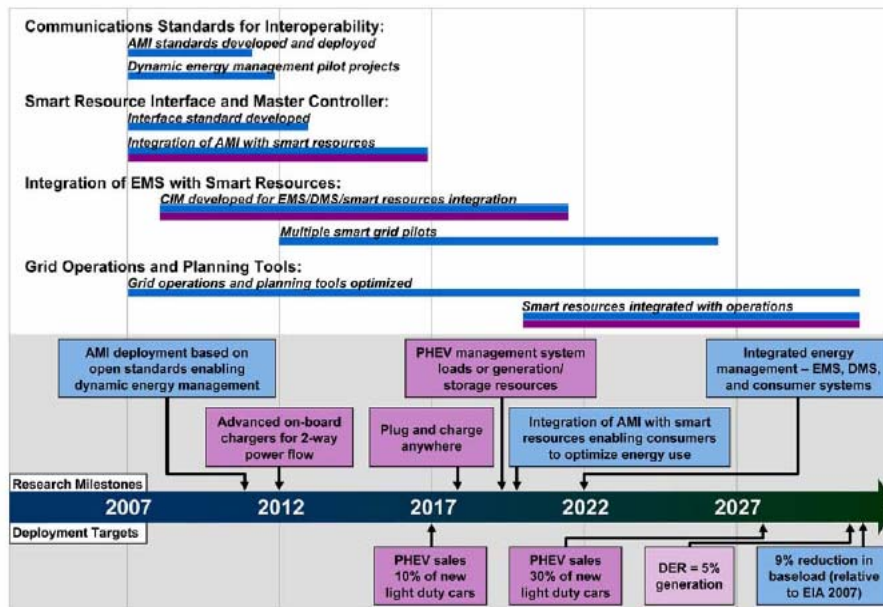 Communications Standards for Interoperability:
AMI standards developed and deployed
Dynamic energy management pilot projects
Smart Resource Interface and Master Controller:
Interface standard developed
Integration of AMI with smart resources
Integration of EMS with Smart Resources:
CIM developed for EMS/DMS/smart resources integration
Multiple smart grid pilots
Grid Operations and Planning Tools:
Grid operations and planning tools optimized
Smart resources integrated with operations
AMI deployment based on
open standards enabling
dynamic energy management
PHEV management system
loads or generation/
storage resources
Integrated energy
management – EMS, DMS,
and consumer systems
Advanced on-board
chargers for 2-way
power flow
Plug and charge
anywhere
Integration of AMI with smart
resources enabling consumers
to optimize energy use
Research Milestones
2007 2012 2017 2022 2027
Deployment Targets
PHEV sales
10% of new
light duty cars
PHEV sales
30% of new
light duty cars
DER = 5%
generation
9% reduction in
baseload (relative
to EIA 2007)